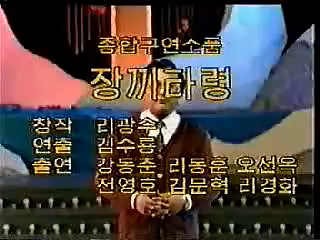 종합구연소품
장끼타령
창작 리광숙
연출 김수룡
출연 강동춘 리동훈 오선옥
전영호 김문혁 리경화